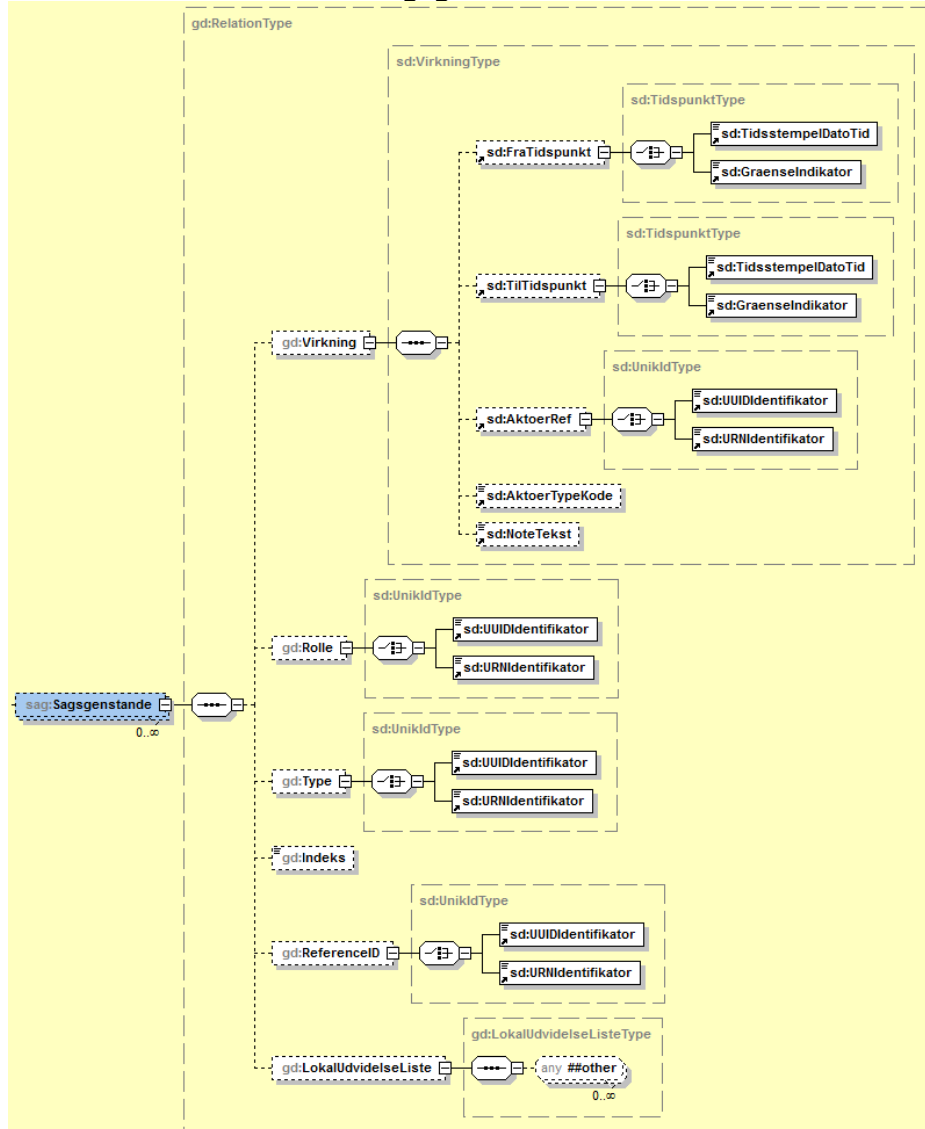 gd:RelationType
sd:VirkningType
sd:TidspunktType
sd:TidsstempelDatoTid
sd:FraTidspunkt
sd:GraenseIndikator
sd:TidspunktType
sd:TidsstempelDatoTid
sd:TilTidspunkt
sd:GraenseIndikator
gd:Virkning
sd:UnikIdType
sd:UUIDIdentifikator
sd:AktoerRef
sd:URNIdentifikator
sd:AktoerTypeKode
sd:NoteTekst
sd:UnikIdType
sd:UUIDIdentifikator
gd:Rolle
sd:URNIdentifikator
sag:Sagsgenstande
0..∞
sd:UnikIdType
sd:UUIDIdentifikator
gd:Type
sd:URNIdentifikator
gd:Indeks
sd:UnikIdType
sd:UUIDIdentifikator
gd:ReferenceID
sd:URNIdentifikator
gd:LokalUdvidelseListeType
gd:LokalUdvidelseListe
any ##other
0..∞